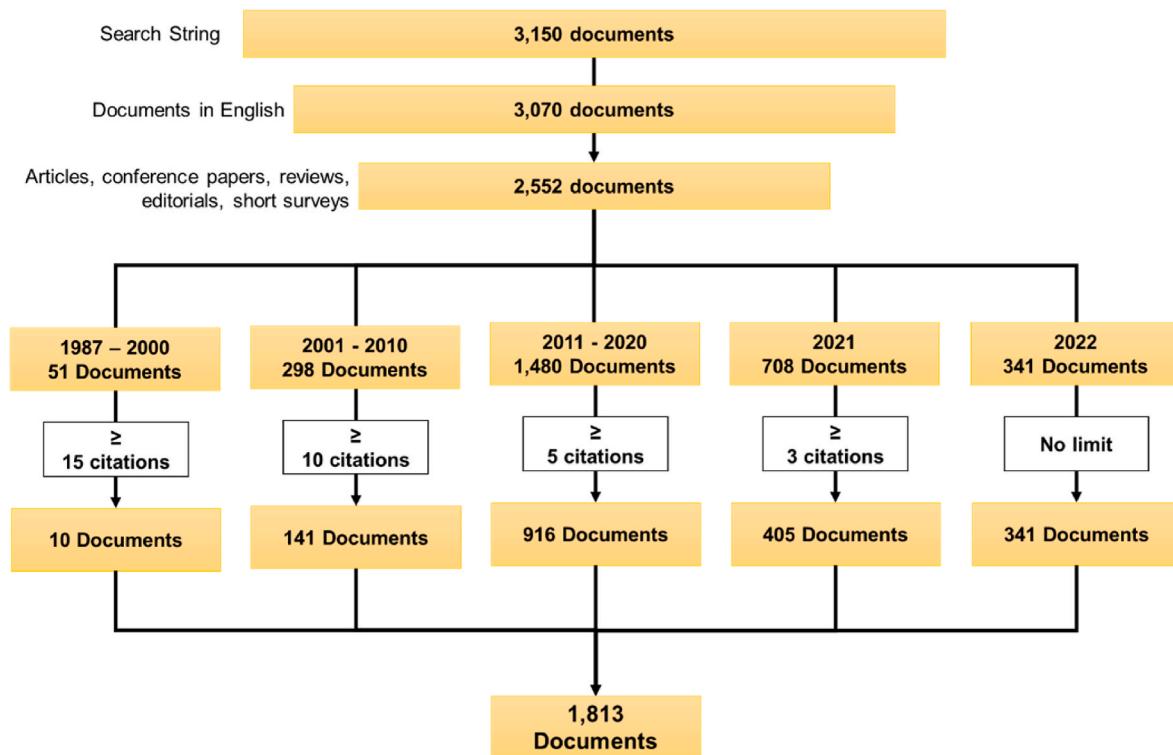 Search String
3,150 documents
Documents in English
3,070 documents
Articles, conference papers, reviews,
editorials, short surveys
2,552 documents
1987 – 2000
51 Documents
2001 - 2010
298 Documents
2011 - 2020
1,480 Documents
2021
708 Documents
2022
341 Documents
≥
15 citations
≥
10 citations
≥
5 citations
≥
3 citations
No limit
10 Documents
141 Documents
916 Documents
405 Documents
341 Documents
1,813
Documents